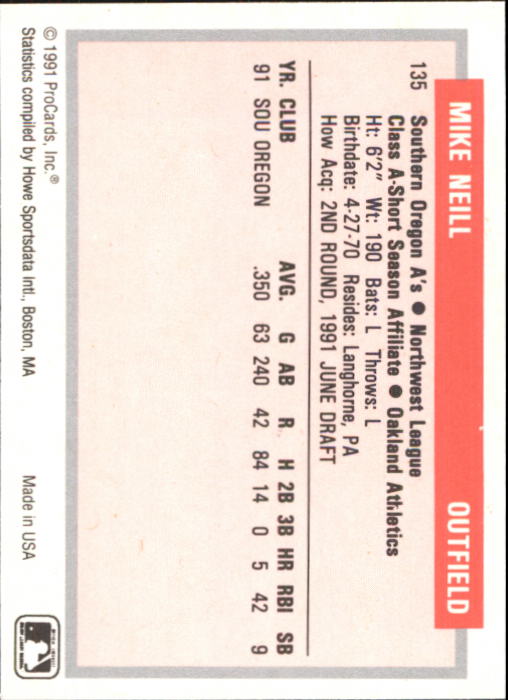 MIKE NEILL OUTFIELD
135 Southern Oregon A's ● Northwest League
Class A-Short Season Affiliate ● Oakland Athletics
Ht: 6'2" Wt: 190 Bats: L Throws: L
Birthdate: 4-27-70 Resides: Langhorne, PA
How Acq: 2ND ROUND, 1991 JUNE DRAFT
YR. CLUB AVG. G AB R H 2B 3B HR RBI SB
91 SOU OREGON .350 63 240 42 84 14 0 5 42 9
© 1991 ProCards, Inc.®
Statistics compiled by Howe Sportsdata Intl., Boston, MA Made in USA